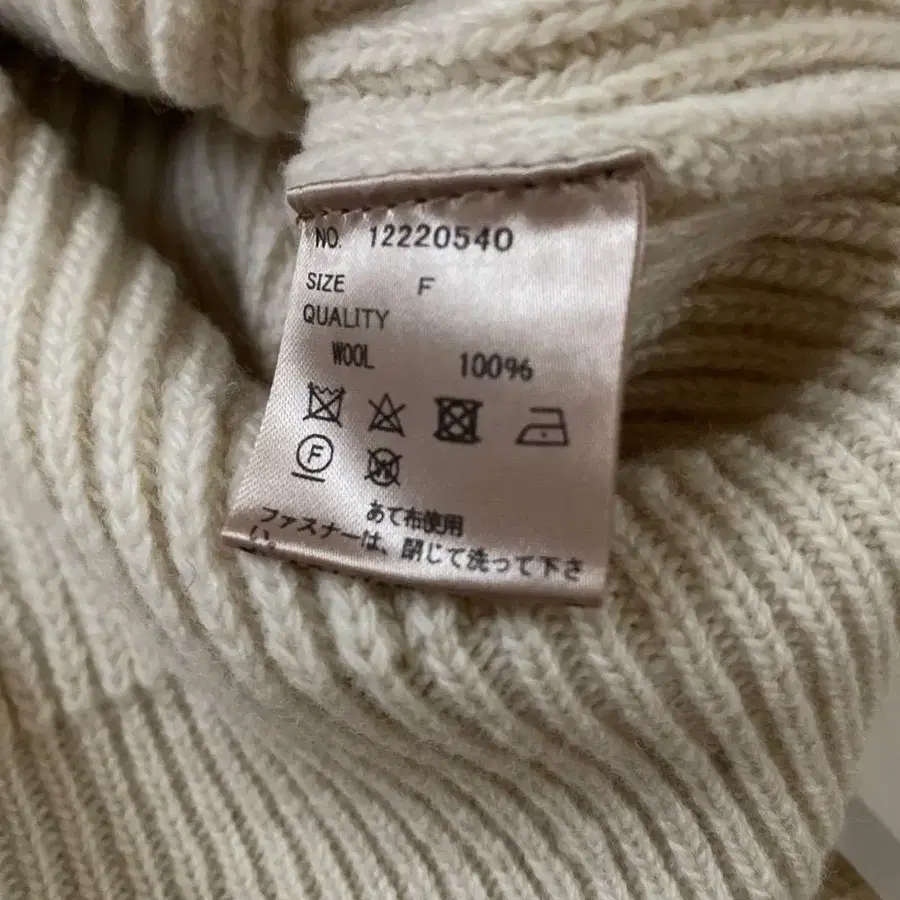 NO. 12220540
SIZE F
QUALITY
WOOL 100%
F
W
あて布使用
ファスナーは、閉じて洗って下さ
い。